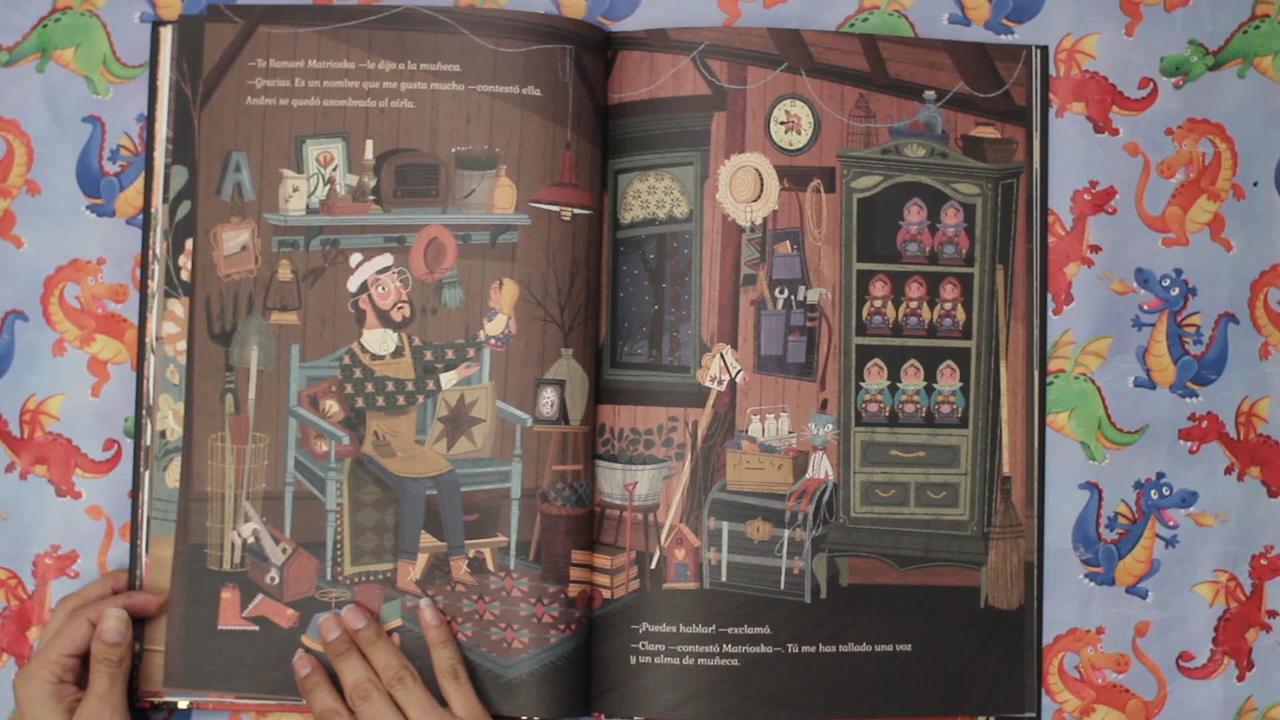 —Te llamaré Matrioska —le dijo a la muñeca.
—Gracias. Es un nombre que me gusta mucho —contestó ella.
Andrei se quedó asombrado al oírla.
A
—¡Puedes hablar! —exclamó.
—Claro —contestó Matrioska—. Tú me has tallado una voz
y un alma de muñeca.